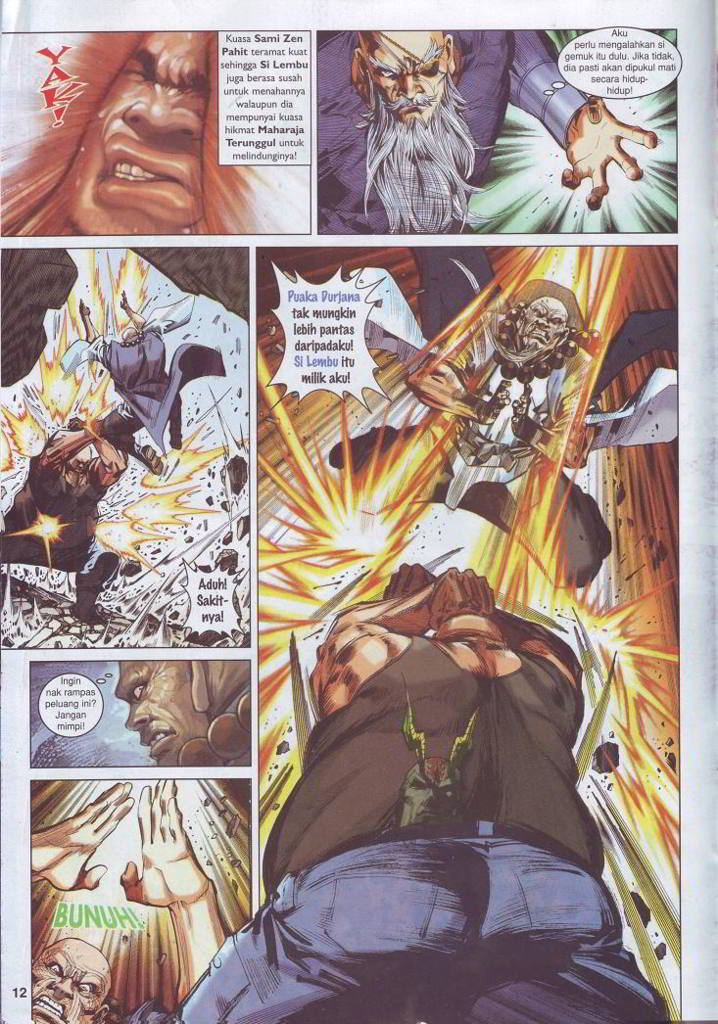 YAK!
Kuasa Sami Zen
Pahit teramat kuat
sehingga Si Lembu
juga berasa susah
untuk menahannya
walaupun dia
mempunyai kuasa
hikmat Maharaja
Terunggul untuk
melindunginya!
Aku
perlu mengalahkan si
gemuk itu dulu. Jika tidak,
dia pasti akan dipukul mati
secara hidup-
hidup!
Aduh!
Sakit-
nya!
Puaka Durjana
tak mungkin
lebih pantas
daripadaku!
Si Lembu itu
milik aku!
Ingin
nak rampas
peluang ini?
Jangan
mimpi!
BUNUH!
12